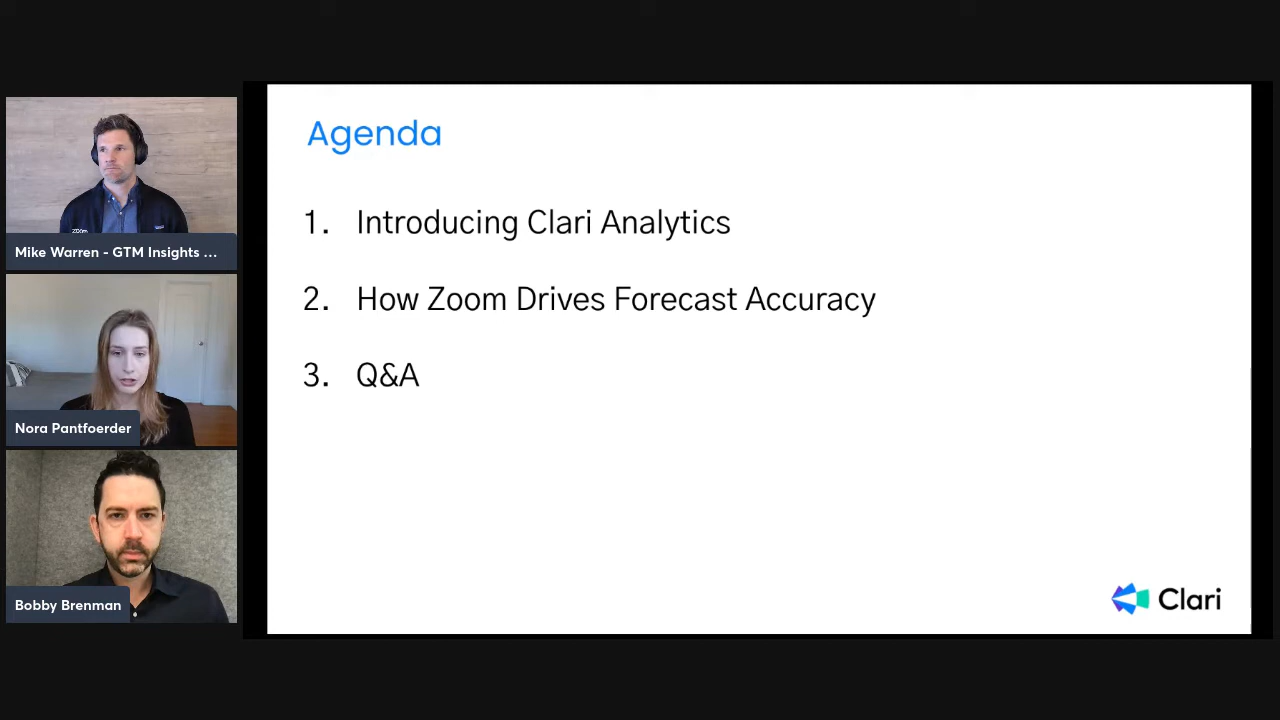 zoom
Mike Warren - GTM Insights ...
Nora Pantfoerder
Bobby Brenman
Agenda
1. Introducing Clari Analytics
2. How Zoom Drives Forecast Accuracy
3. Q&A
Clari